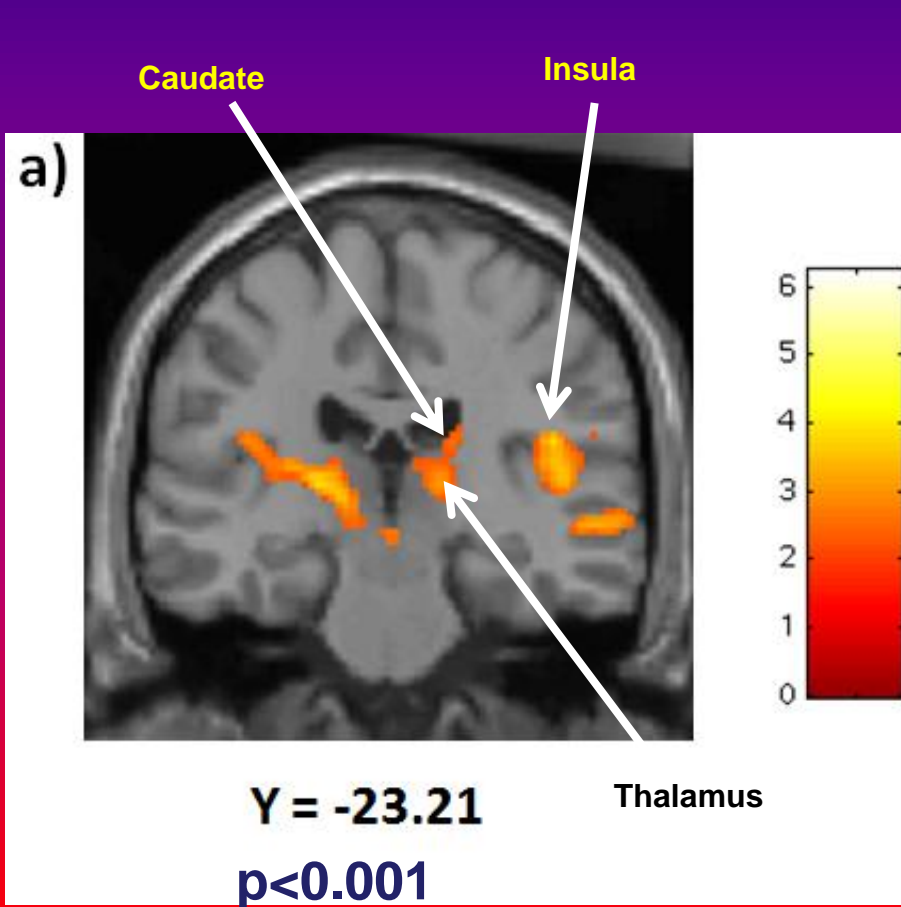 Caudate
Insula
a)
6
5
4
3
2
1
0
Y = -23.21
Thalamus
p<0.001